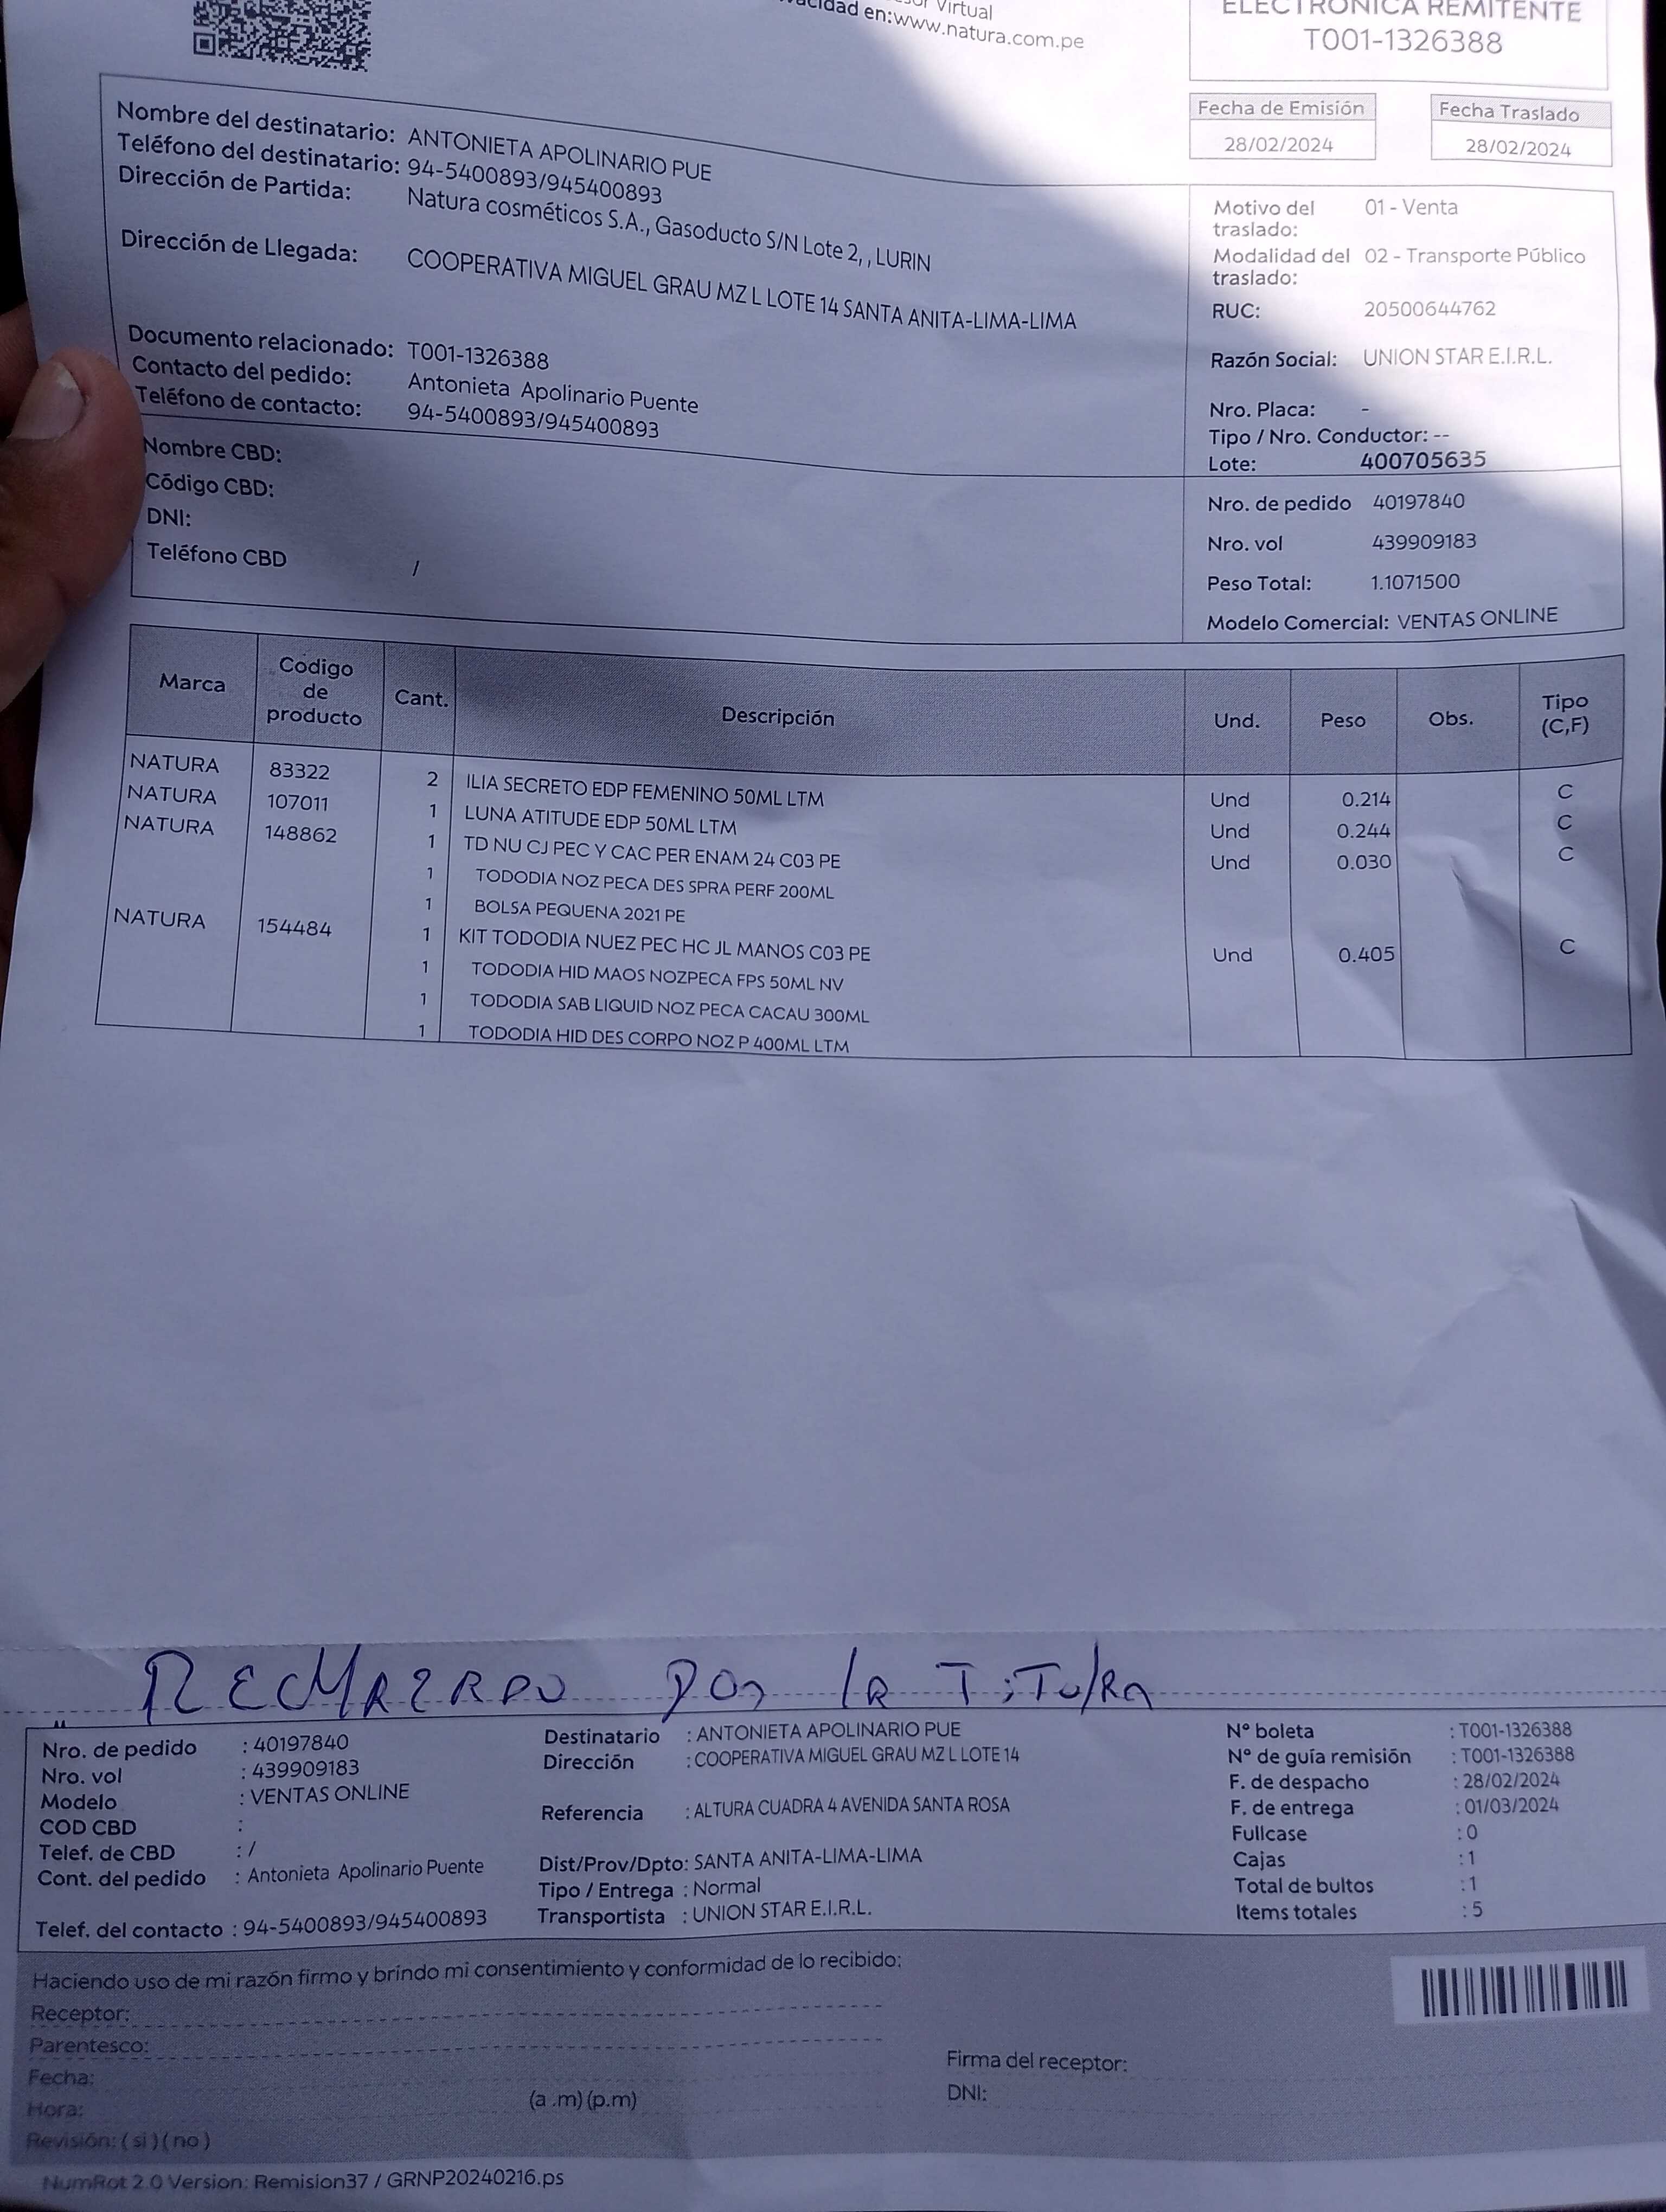 Virtual
en:www.natura.com.pe
ELECTRÓNICA REMITENTE
T001-1326388
Fecha de Emisión
28/02/2024
Fecha Traslado
28/02/2024
Nombre del destinatario: ANTONIETA APOLINARIO PUE
Teléfono del destinatario: 94-5400893/945400893
Dirección de Partida: Natura cosméticos S.A., Gasoducto S/N Lote 2, , LURIN
Dirección de Llegada: COOPERATIVA MIGUEL GRAU MZ L LOTE 14 SANTA ANITA-LIMA-LIMA
Documento relacionado: T001-1326388
Contacto del pedido: Antonieta Apolinario Puente
Teléfono de contacto: 94-5400893/945400893
Nombre CBD:
Código CBD:
DNI:
Teléfono CBD /
Motivo del traslado: 01 - Venta
Modalidad del traslado: 02 - Transporte Público
RUC: 20500644762
Razón Social: UNION STAR E.I.R.L.
Nro. Placa: -
Tipo / Nro. Conductor: --
Lote: 400705635
Nro. de pedido 40197840
Nro. vol 439909183
Peso Total: 1.1071500
Modelo Comercial: VENTAS ONLINE
Marca Codigo de producto Cant. Descripción Und. Peso Obs. Tipo (C,F)
NATURA 83322 2 ILIA SECRETO EDP FEMENINO 50ML LTM Und 0.214 C
NATURA 107011 1 LUNA ATITUDE EDP 50ML LTM Und 0.244 C
NATURA 148862 1 TD NU CJ PEC Y CAC PER ENAM 24 C03 PE Und 0.030 C
1 TODODIA NOZ PECA DES SPRA PERF 200ML
1 BOLSA PEQUENA 2021 PE
NATURA 154484 1 KIT TODODIA NUEZ PEC HC JL MANOS C03 PE Und 0.405 C
1 TODODIA HID MAOS NOZPECA FPS 50ML NV
1 TODODIA SAB LIQUID NOZ PECA CACAU 300ML
1 TODODIA HID DES CORPO NOZ P 400ML LTM
RECHAZADO POR la TiTulRa
Nro. de pedido : 40197840
Nro. vol : 439909183
Modelo : VENTAS ONLINE
COD CBD :
Telef. de CBD : /
Cont. del pedido : Antonieta Apolinario Puente
Telef. del contacto : 94-5400893/945400893
Destinatario : ANTONIETA APOLINARIO PUE
Dirección : COOPERATIVA MIGUEL GRAU MZ L LOTE 14
Referencia : ALTURA CUADRA 4 AVENIDA SANTA ROSA
Dist/Prov/Dpto: SANTA ANITA-LIMA-LIMA
Tipo / Entrega : Normal
Transportista : UNION STAR E.I.R.L.
N° boleta : T001-1326388
N° de guía remisión : T001-1326388
F. de despacho : 28/02/2024
F. de entrega : 01/03/2024
Fullcase : 0
Cajas : 1
Total de bultos : 1
Items totales : 5
Haciendo uso de mi razón firmo y brindo mi consentimiento y conformidad de lo recibido:
Receptor:
Parentesco:
Fecha:
Hora: (a .m) (p.m)
Revisión: ( si ) ( no )
Firma del receptor:
DNI:
NumRot 2.0 Version: Remision37 / GRNP20240216.ps